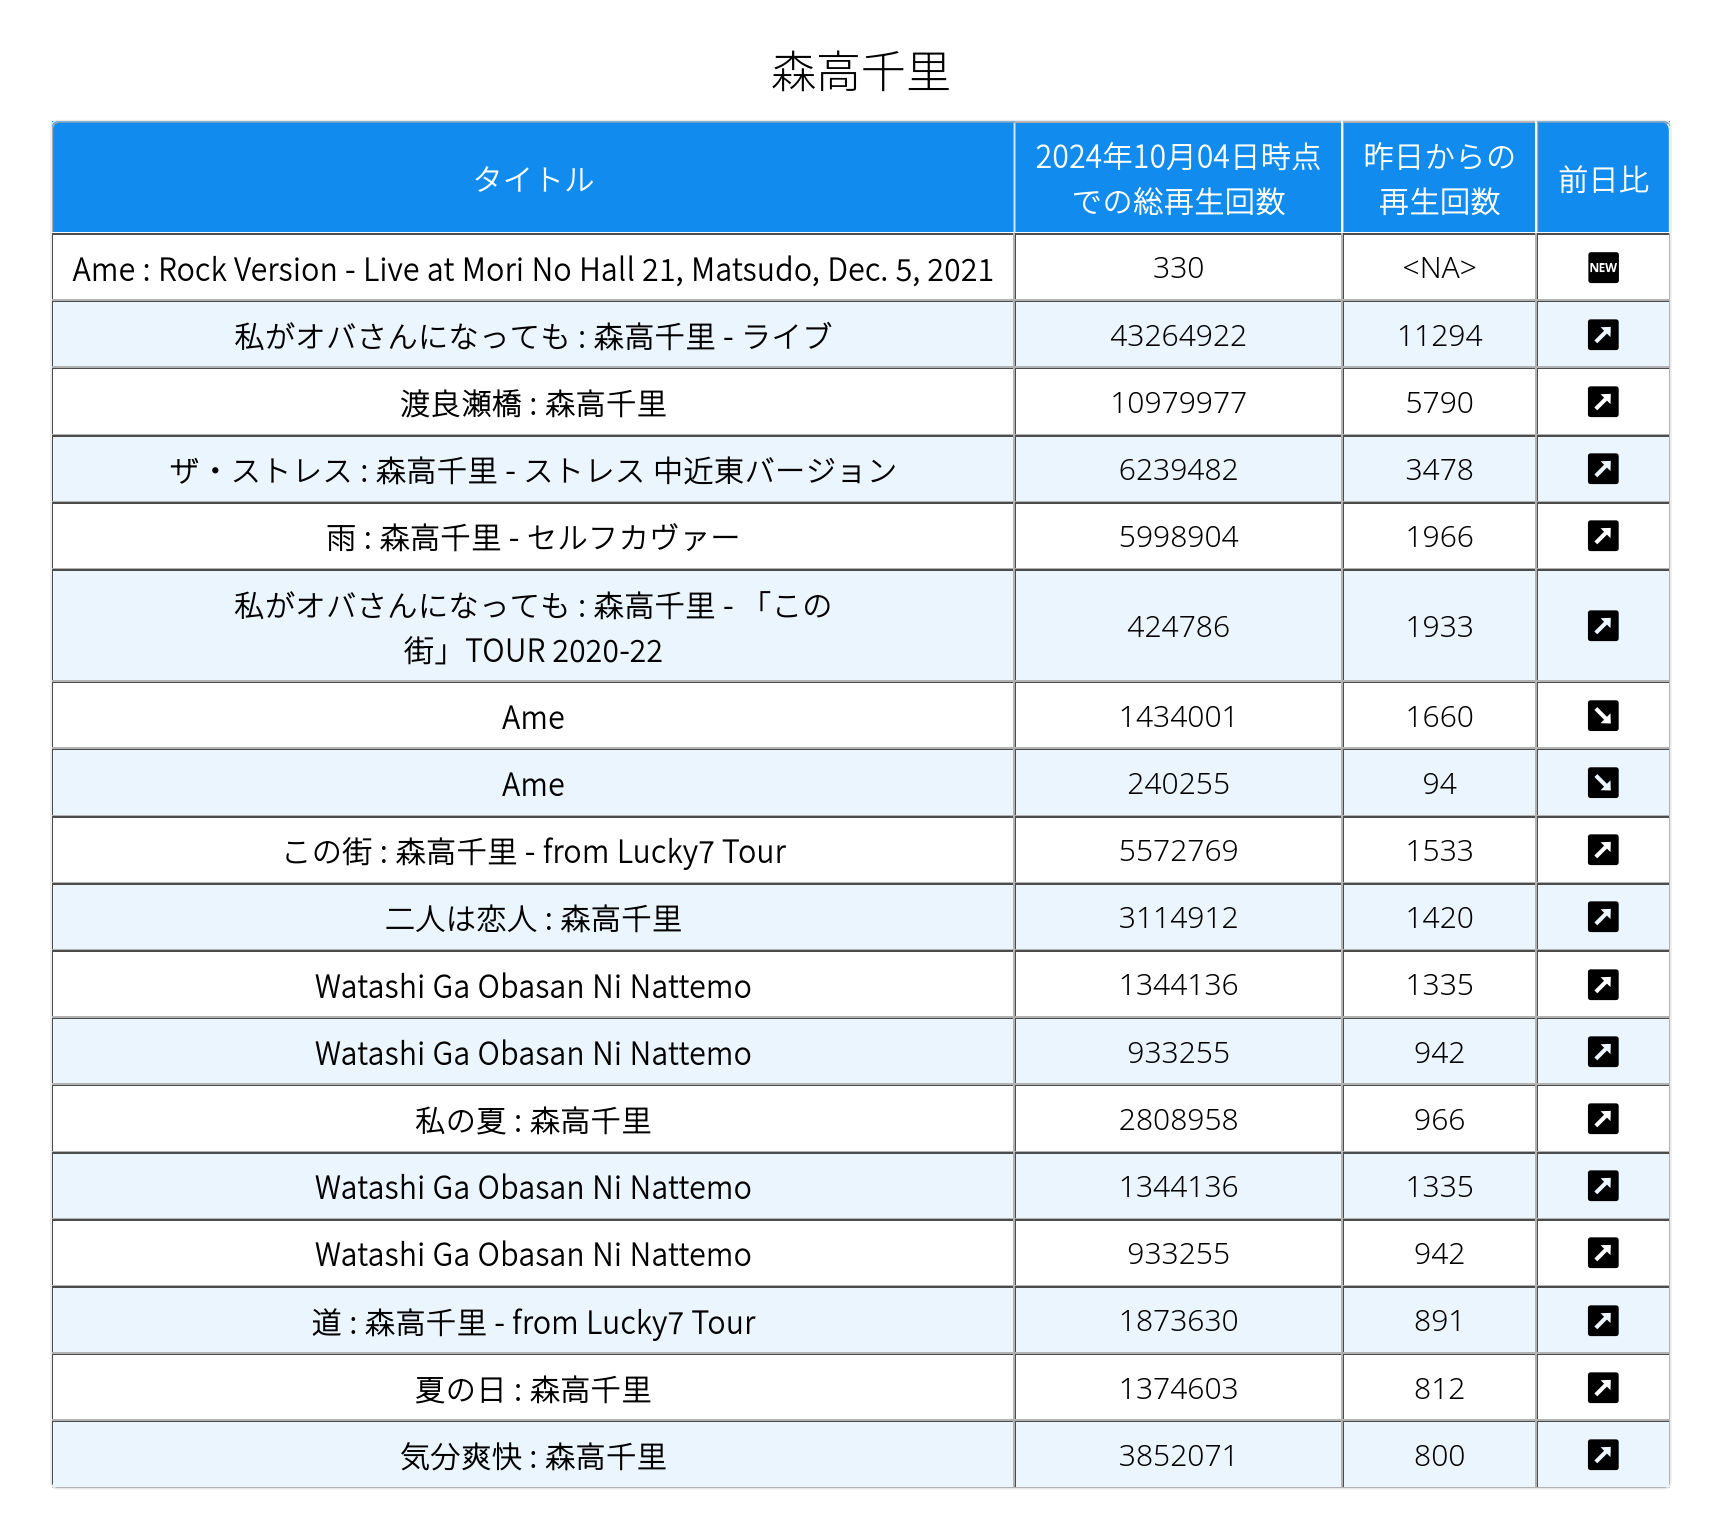 森高千里
タイトル
2024年10月04日時点
での総再生回数
昨日からの
再生回数
前日比
Ame : Rock Version - Live at Mori No Hall 21, Matsudo, Dec. 5, 2021 330 <NA> NEW
私がオバさんになっても : 森高千里 - ライブ 43264922 11294
渡良瀬橋 : 森高千里 10979977 5790
ザ・ストレス : 森高千里 - ストレス 中近東バージョン 6239482 3478
雨 : 森高千里 - セルフカヴァー 5998904 1966
私がオバさんになっても : 森高千里 - 「この
街」TOUR 2020-22 424786 1933
Ame 1434001 1660
Ame 240255 94
この街 : 森高千里 - from Lucky7 Tour 5572769 1533
二人は恋人 : 森高千里 3114912 1420
Watashi Ga Obasan Ni Nattemo 1344136 1335
Watashi Ga Obasan Ni Nattemo 933255 942
私の夏 : 森高千里 2808958 966
Watashi Ga Obasan Ni Nattemo 1344136 1335
Watashi Ga Obasan Ni Nattemo 933255 942
道 : 森高千里 - from Lucky7 Tour 1873630 891
夏の日 : 森高千里 1374603 812
気分爽快 : 森高千里 3852071 800